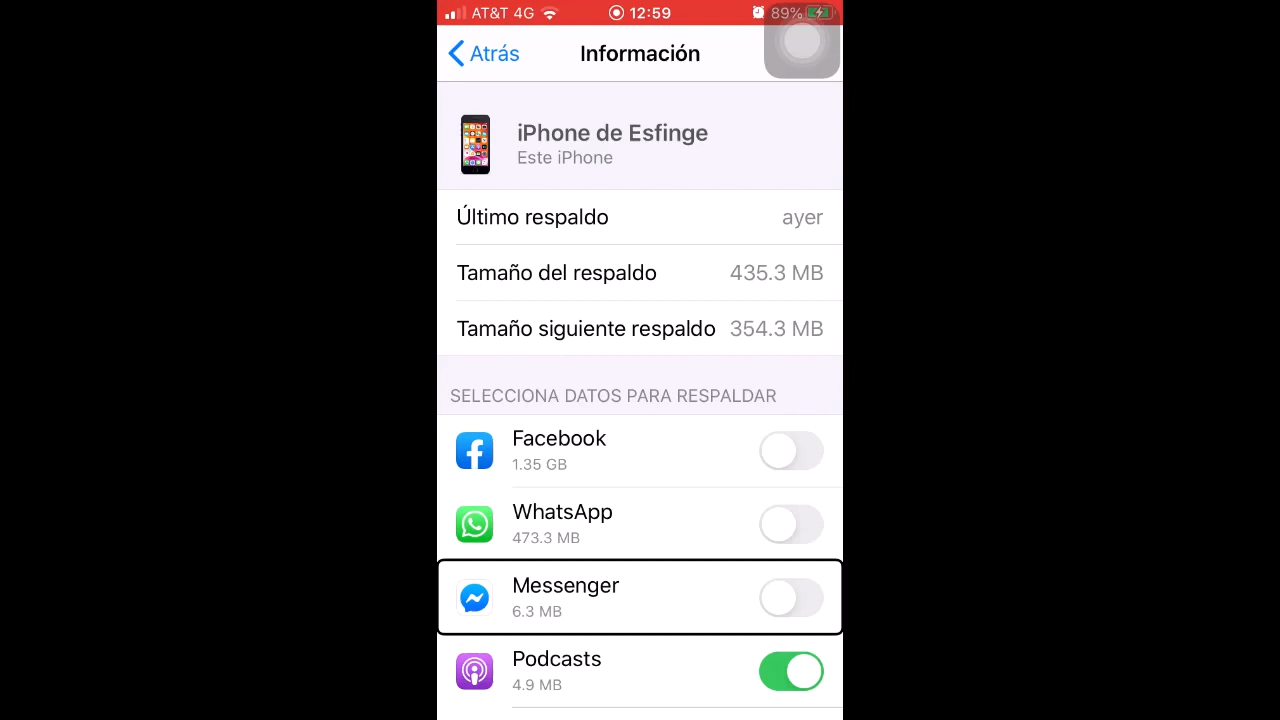 AT&T 4G 12:59 89%
Atrás Información
iPhone de Esfinge
Este iPhone
Último respaldo ayer
Tamaño del respaldo 435.3 MB
Tamaño siguiente respaldo 354.3 MB
SELECCIONA DATOS PARA RESPALDAR
Facebook
1.35 GB
WhatsApp
473.3 MB
Messenger
6.3 MB
Podcasts
4.9 MB